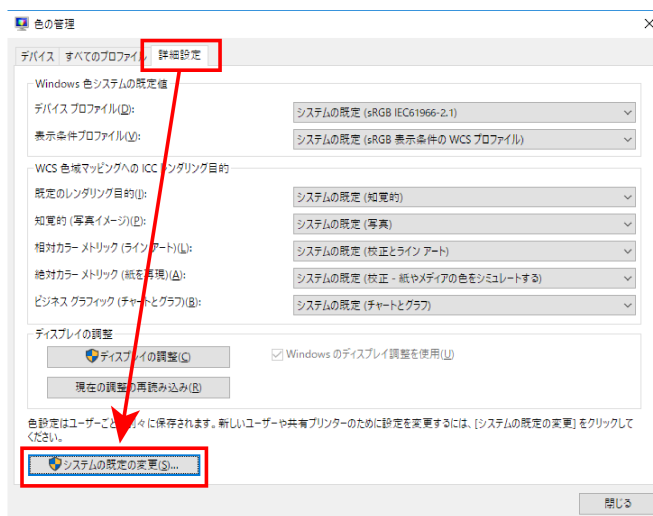 色の管理
デバイス すべてのプロファイル 詳細設定
Windows 色システムの既定値
デバイス プロファイル(D): システムの既定 (sRGB IEC61966-2.1)
表示条件プロファイル(V): システムの既定 (sRGB 表示条件の WCS プロファイル)
WCS 色域マッピングへの ICC レンダリング目的
既定のレンダリング目的(I): システムの既定 (知覚的)
知覚的 (写真イメージ)(P): システムの既定 (写真)
相対カラー メトリック (ライン アート)(L): システムの既定 (校正とライン アート)
絶対カラー メトリック (紙を再現)(A): システムの既定 (校正 - 紙やメディアの色をシミュレートする)
ビジネス グラフィック (チャートとグラフ)(B): システムの既定 (チャートとグラフ)
ディスプレイの調整
ディスプレイの調整(C) Windows のディスプレイ調整を使用(U)
現在の調整の再読み込み(R)
色設定はユーザーごと 々に保存されます。新しいユーザーや共有プリンターのために設定を変更するには、[システムの既定の変更] をクリックして
ください。
システムの既定の変更(S)...
閉じる